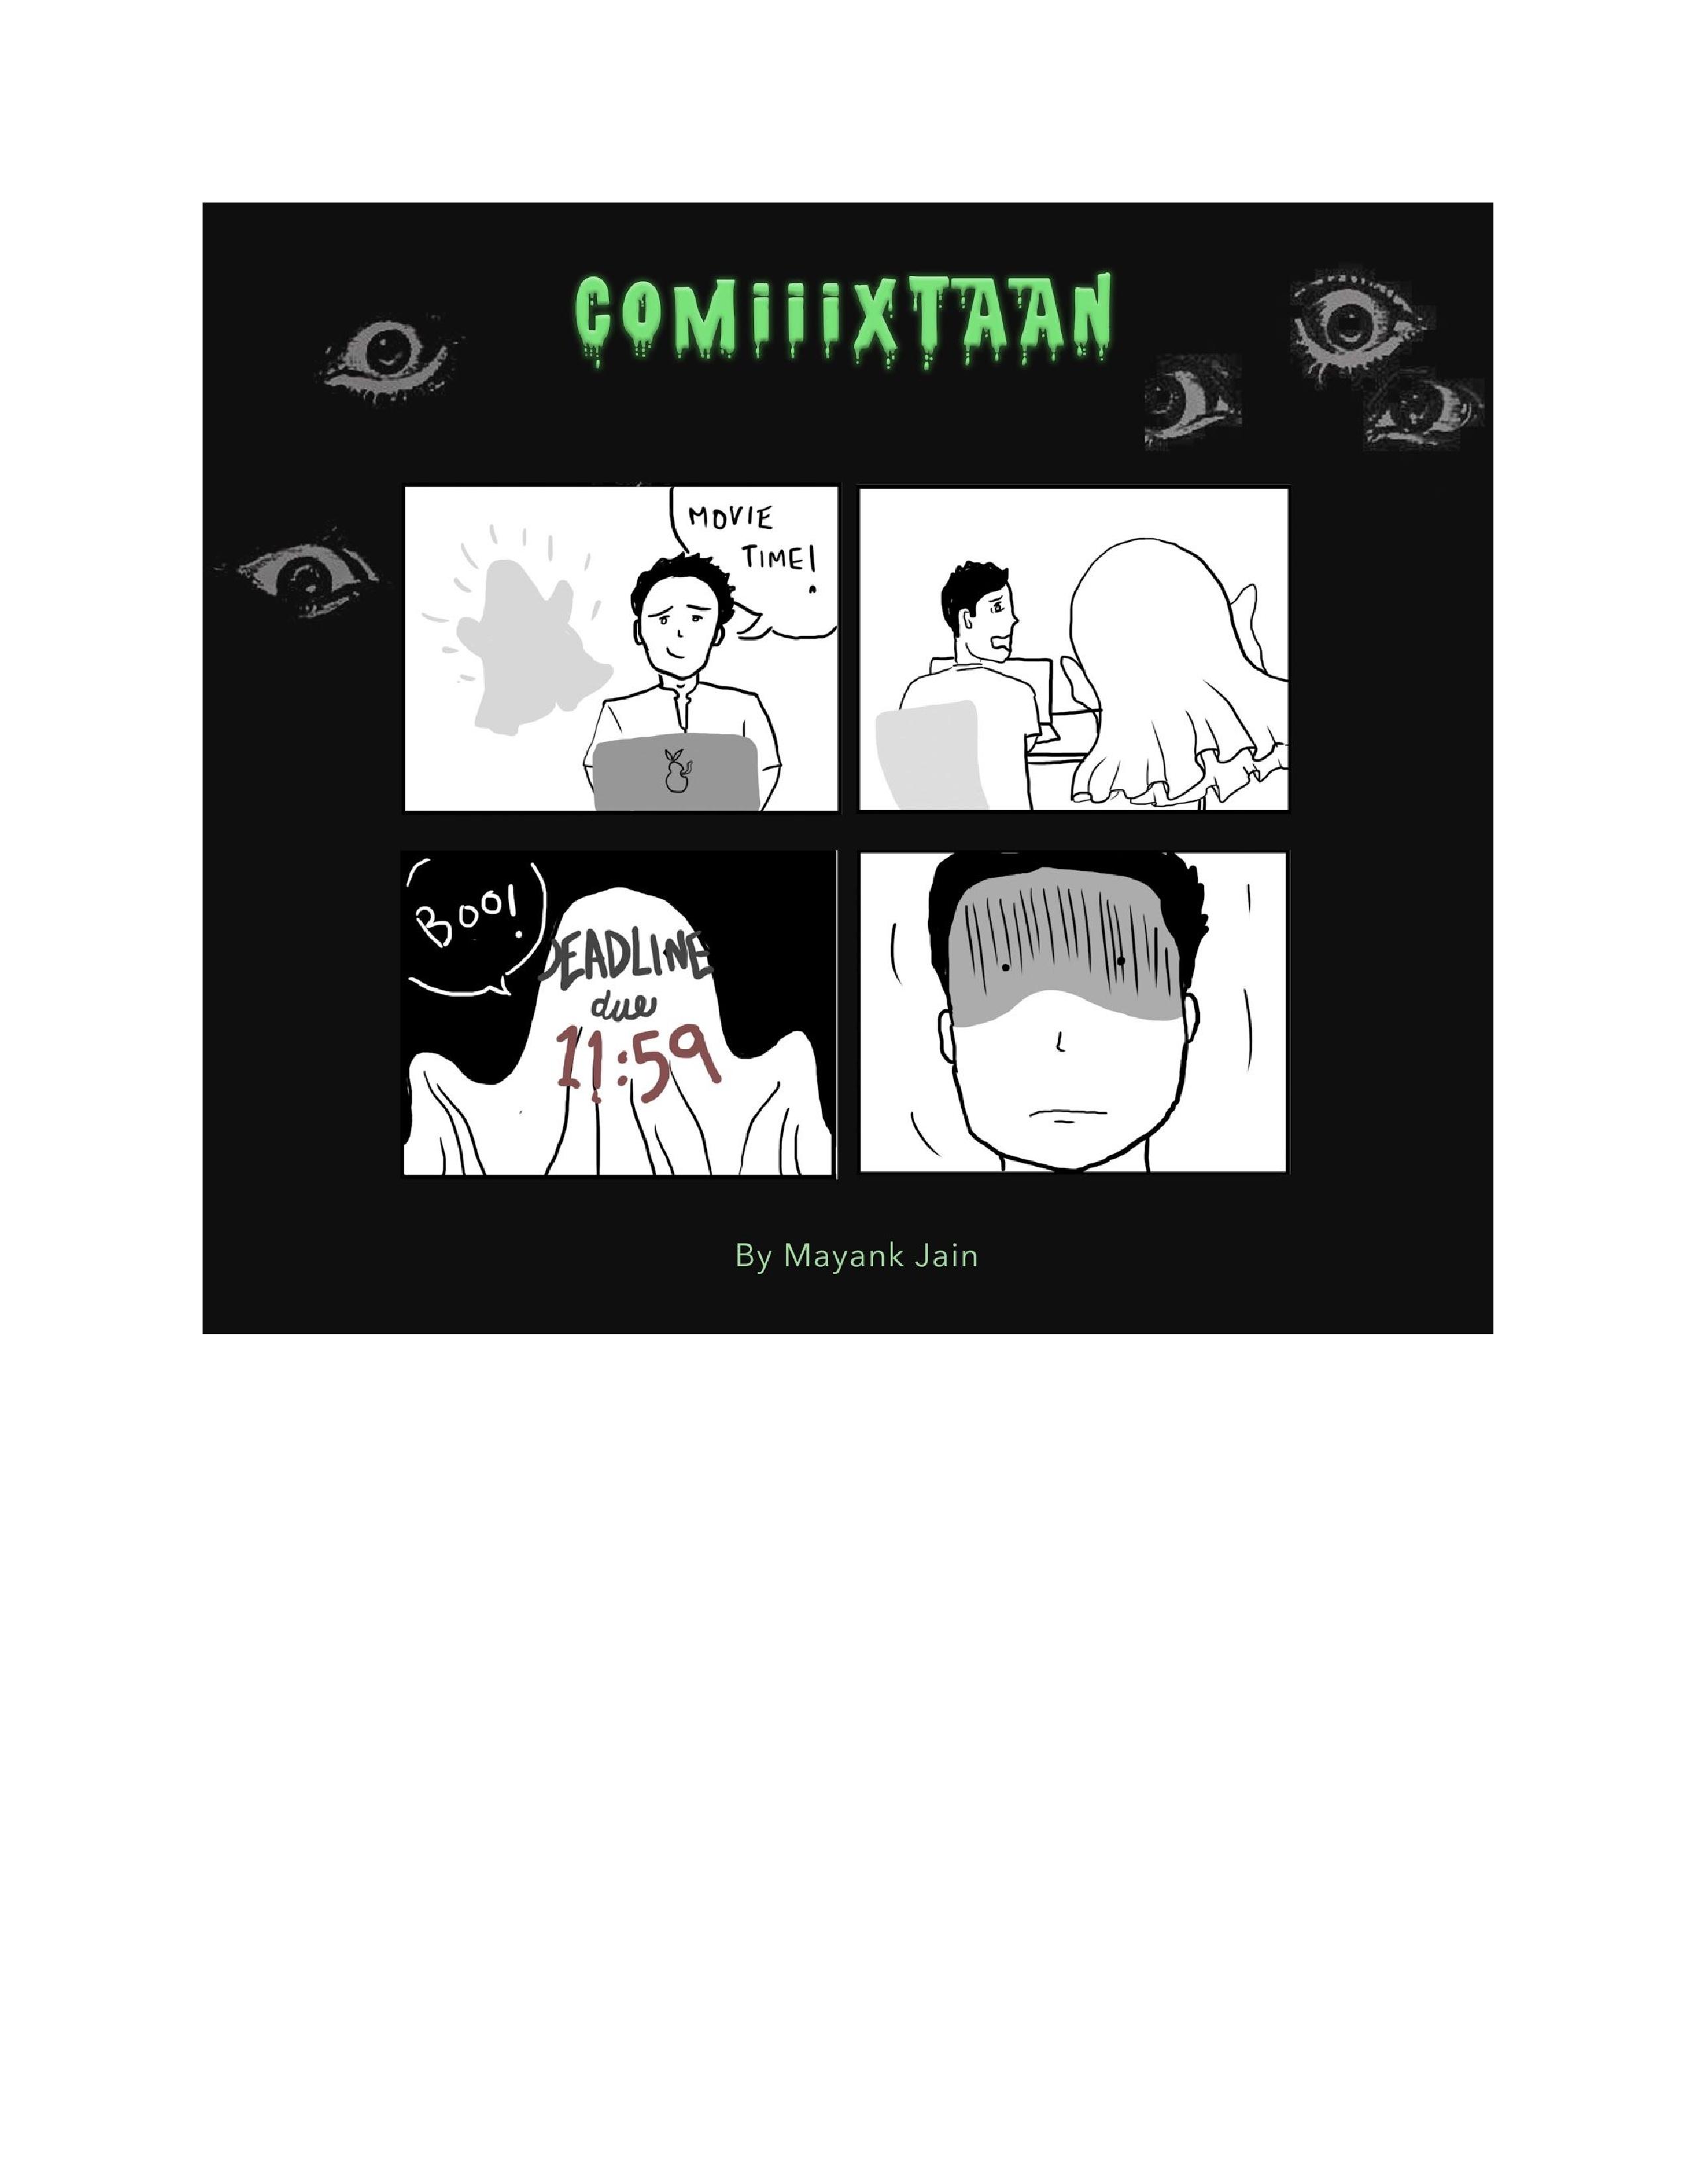 COMiiiXTAAN
MOVIE
TIME!
BOO!
DEADLINE
due
11:59
By Mayank Jain